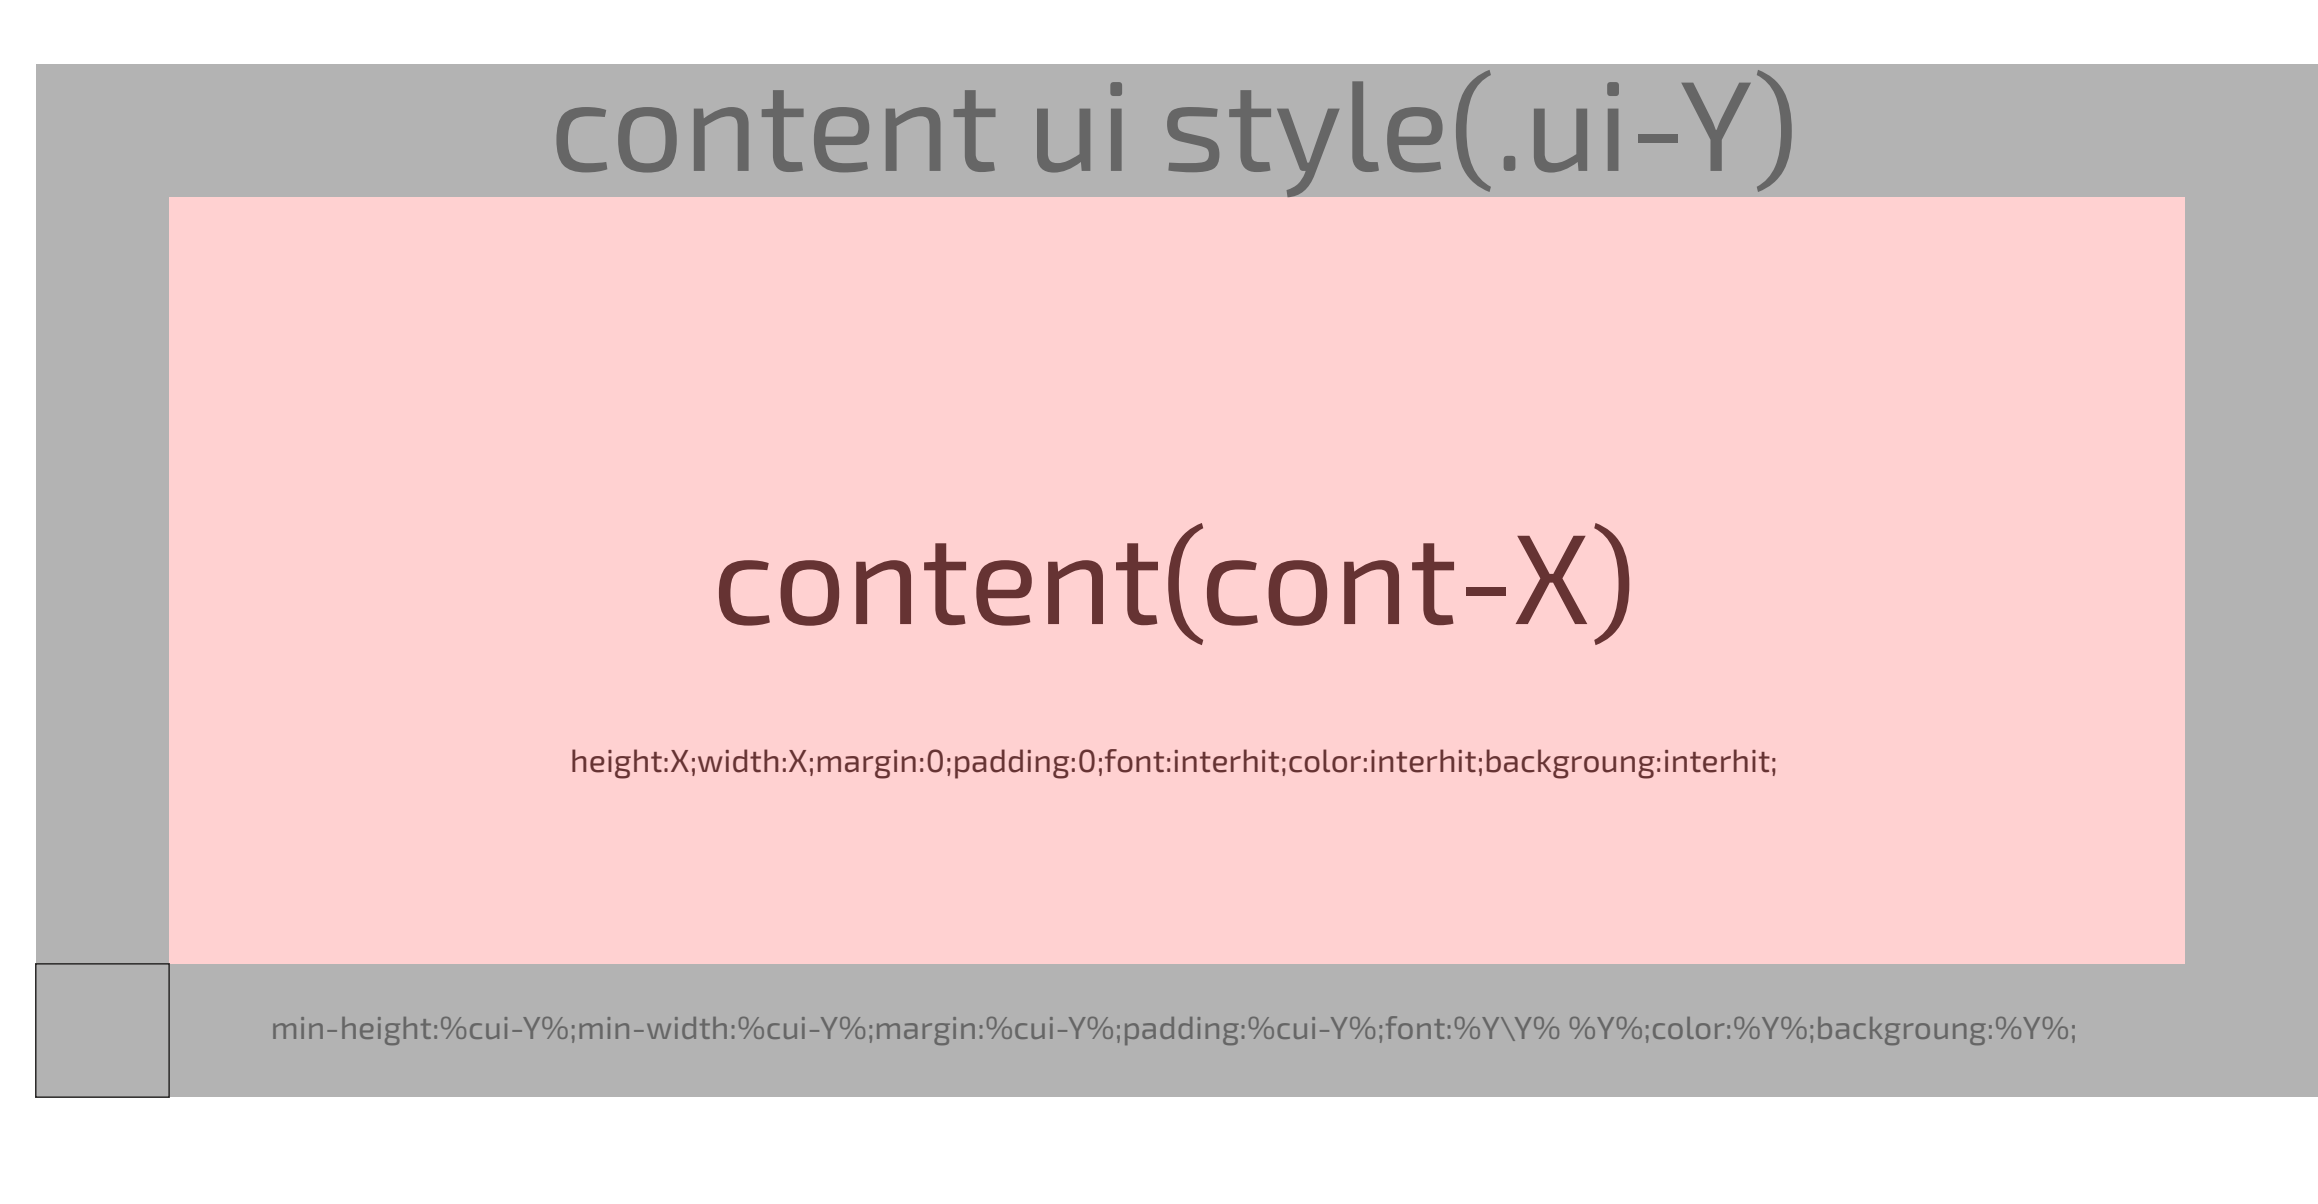 content ui style(.ui-Y)
content(cont-X)
height:X;width:X;margin:0;padding:0;font:interhit;color:interhit;backgroung:interhit;
min-height:%cui-Y%;min-width:%cui-Y%;margin:%cui-Y%;padding:%cui-Y%;font:%Y\Y% %Y%;color:%Y%;backgroung:%Y%;